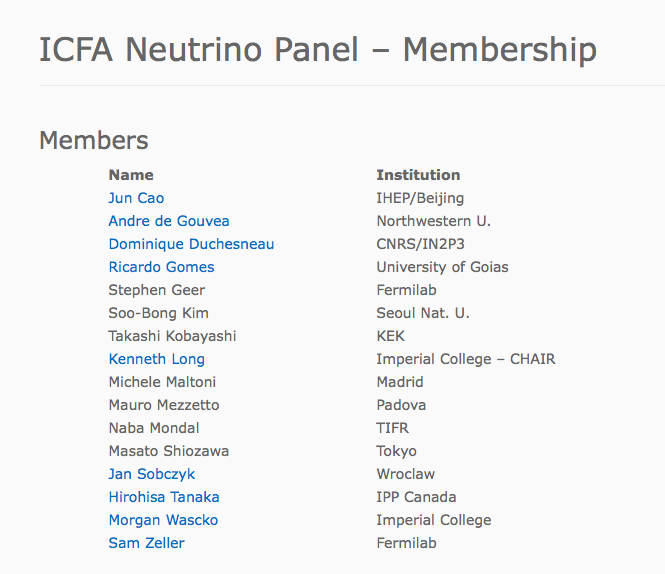 ICFA Neutrino Panel – Membership
Members
Name Institution
Jun Cao IHEP/Beijing
Andre de Gouvea Northwestern U.
Dominique Duchesneau CNRS/IN2P3
Ricardo Gomes University of Goias
Stephen Geer Fermilab
Soo-Bong Kim Seoul Nat. U.
Takashi Kobayashi KEK
Kenneth Long Imperial College – CHAIR
Michele Maltoni Madrid
Mauro Mezzetto Padova
Naba Mondal TIFR
Masato Shiozawa Tokyo
Jan Sobczyk Wroclaw
Hirohisa Tanaka IPP Canada
Morgan Wascko Imperial College
Sam Zeller Fermilab